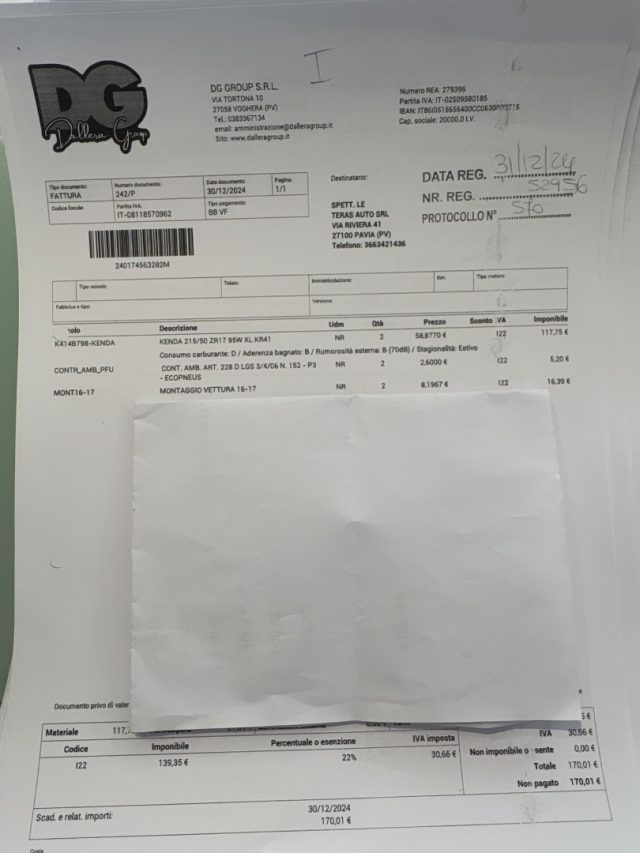 DG
Dallera Group
I
DG GROUP S.R.L.
VIA TORTONA 10
27058 VOGHERA (PV)
Tel.: 0383367134
email: amministrazione@dalleragroup.it
Sito: www.dalleragroup.it
Numero REA: 279396
Partita IVA: IT-02509580185
Cap. sociale: 20000.0 I.V.
Tipo documento: FATTURA
Numero documento: 242/P
Data documento: 30/12/2024
Pagina: 1/1
Codice fiscale
Partita IVA: IT-08118570962
Tipo pagamento: BB VF
240174563282M
Destinatario:
SPETT. LE
TERAS AUTO SRL
VIA RIVIERA 41
27100 PAVIA (PV)
Telefono: 3663421436
DATA REG. 31/12/24
NR. REG. 52956
PROTOCOLLO N° 570
Tipo veicolo Telaio: Immatricolazione: Km: Tipo motore:
Fabbrica e tipo Versione:
olo Descrizione Udm Qtà Prezzo Sconto IVA Imponibile
K414B798-KENDA KENDA 215/50 ZR17 95W XL KR41 NR 2 58,8770 € I22 117,75 €
Consumo carburante: D / Aderenza bagnato: B / Rumorosità esterna: B (70dB) / Stagionalità: Estivo
CONTR_AMB_PFU CONT. AMB. ART. 228 D LGS 3/4/06 N. 152 - P3 NR 2 2,6000 € I22 5,20 €
- ECOPNEUS
MONT16-17 MONTAGGIO VETTURA 16-17 NR 2 8,1967 € I22 16,39 €
Documento privo di valor
e
Materiale 117,
5 €
Codice Imponibile Percentuale o esenzione IVA imposta
I22 139,35 € 22% 30,66 €
IVA 30,66 €
Non imponibile o sente 0,00 €
Totale 170,01 €
Non pagato 170,01 €
Scad. e relat. importi: 30/12/2024
170,01 €